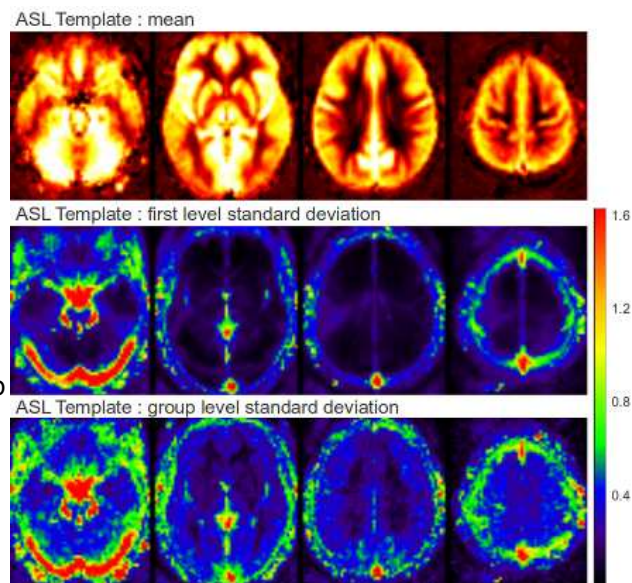 ASL Template : mean
ASL Template : first level standard deviation
1.6
1.2
0.8
0.4
ASL Template : group level standard deviation